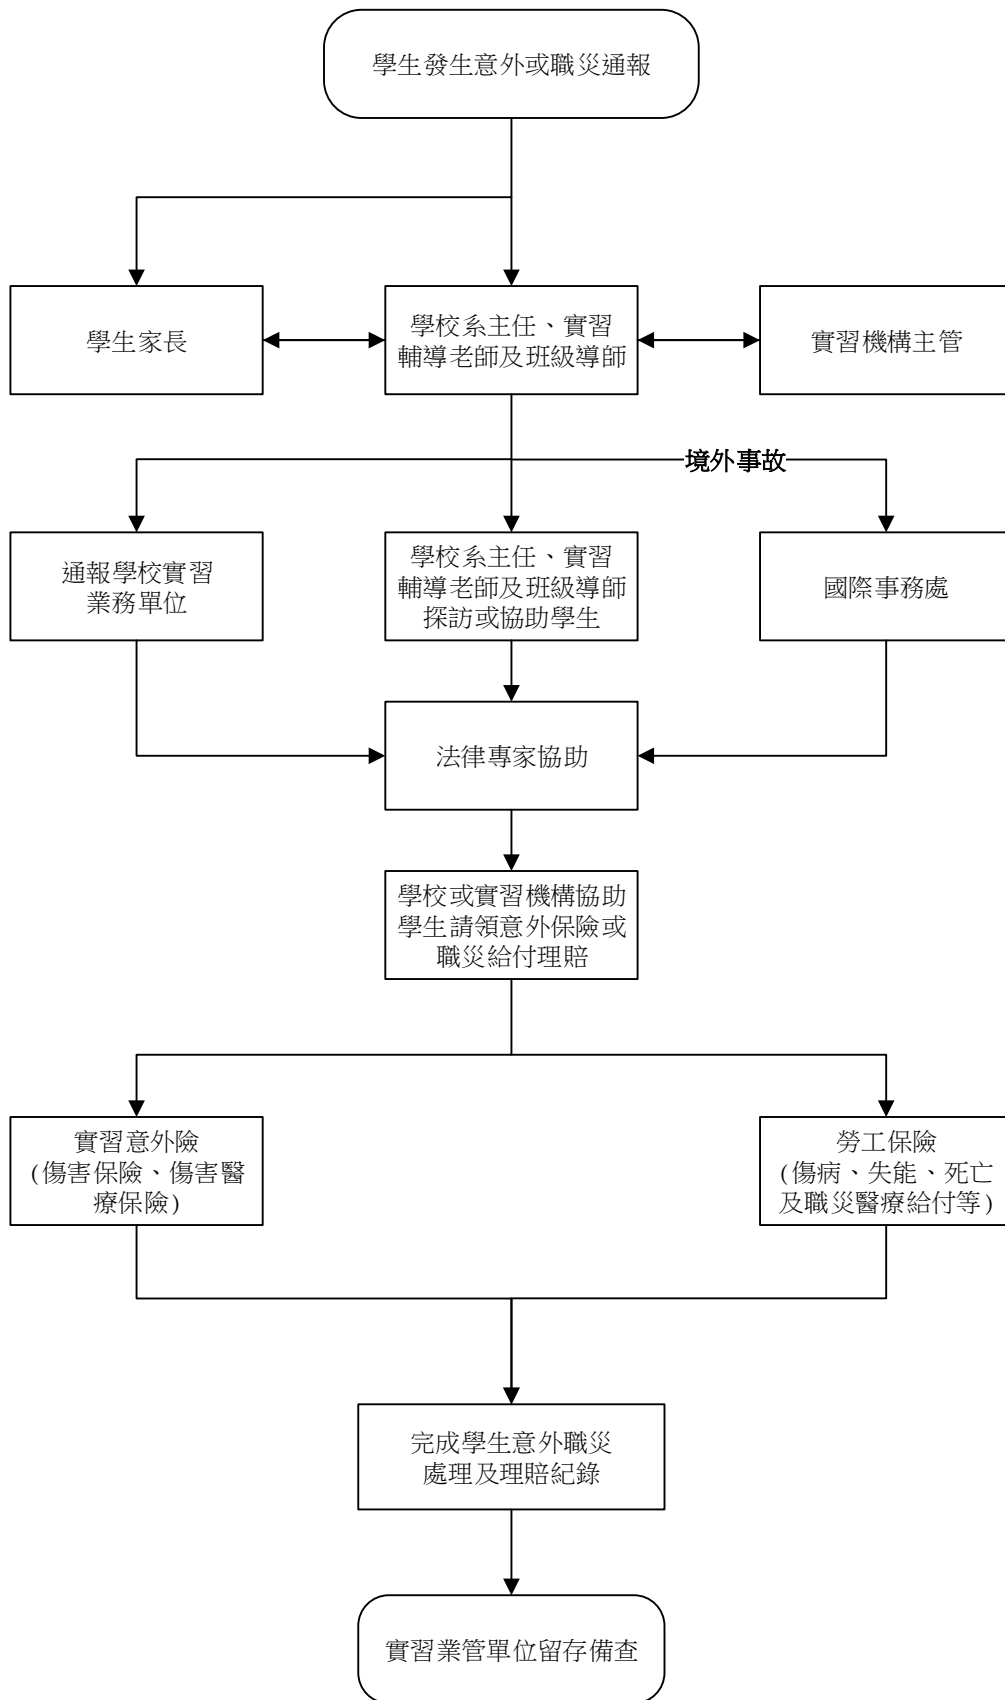 學生發生意外或職災通報
學生家長
學校系主任、實習
輔導老師及班級導師
實習機構主管
境外事故
通報學校實習
業務單位
學校系主任、實習
輔導老師及班級導師
探訪或協助學生
國際事務處
法律專家協助
學校或實習機構協助
學生請領意外保險或
職災給付理賠
實習意外險
(傷害保險、傷害醫
療保險)
勞工保險
(傷病、失能、死亡
及職災醫療給付等)
完成學生意外職災
處理及理賠紀錄
實習業管單位留存備查